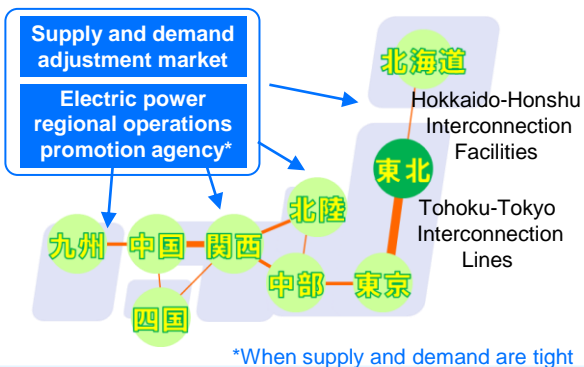 Supply and demand
adjustment market
Electric power
regional operations
promotion agency*
北海道
Hokkaido-Honshu
Interconnection
Facilities
東北
北陸
Tohoku-Tokyo
Interconnection
Lines
九州
中国
関西
中部
東京
四国
*When supply and demand are tight